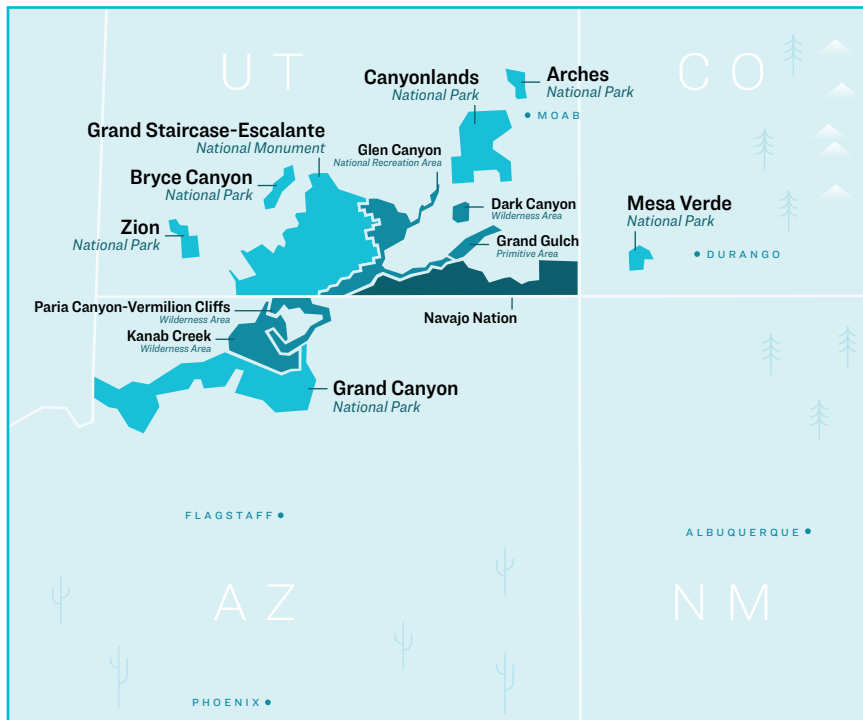 UT
CO
Arches
National Park
Canyonlands
National Park
MOAB
Grand Staircase-Escalante
National Monument
Glen Canyon
National Recreation Area
Bryce Canyon
National Park
Dark Canyon
Wilderness Area
Mesa Verde
National Park
Zion
National Park
Grand Gulch
Primitive Area
DURANGO
Paria Canyon-Vermilion Cliffs
Wilderness Area
Navajo Nation
Kanab Creek
Wilderness Area
Grand Canyon
National Park
FLAGSTAFF
ALBUQUERQUE
AZ
NM
PHOENIX